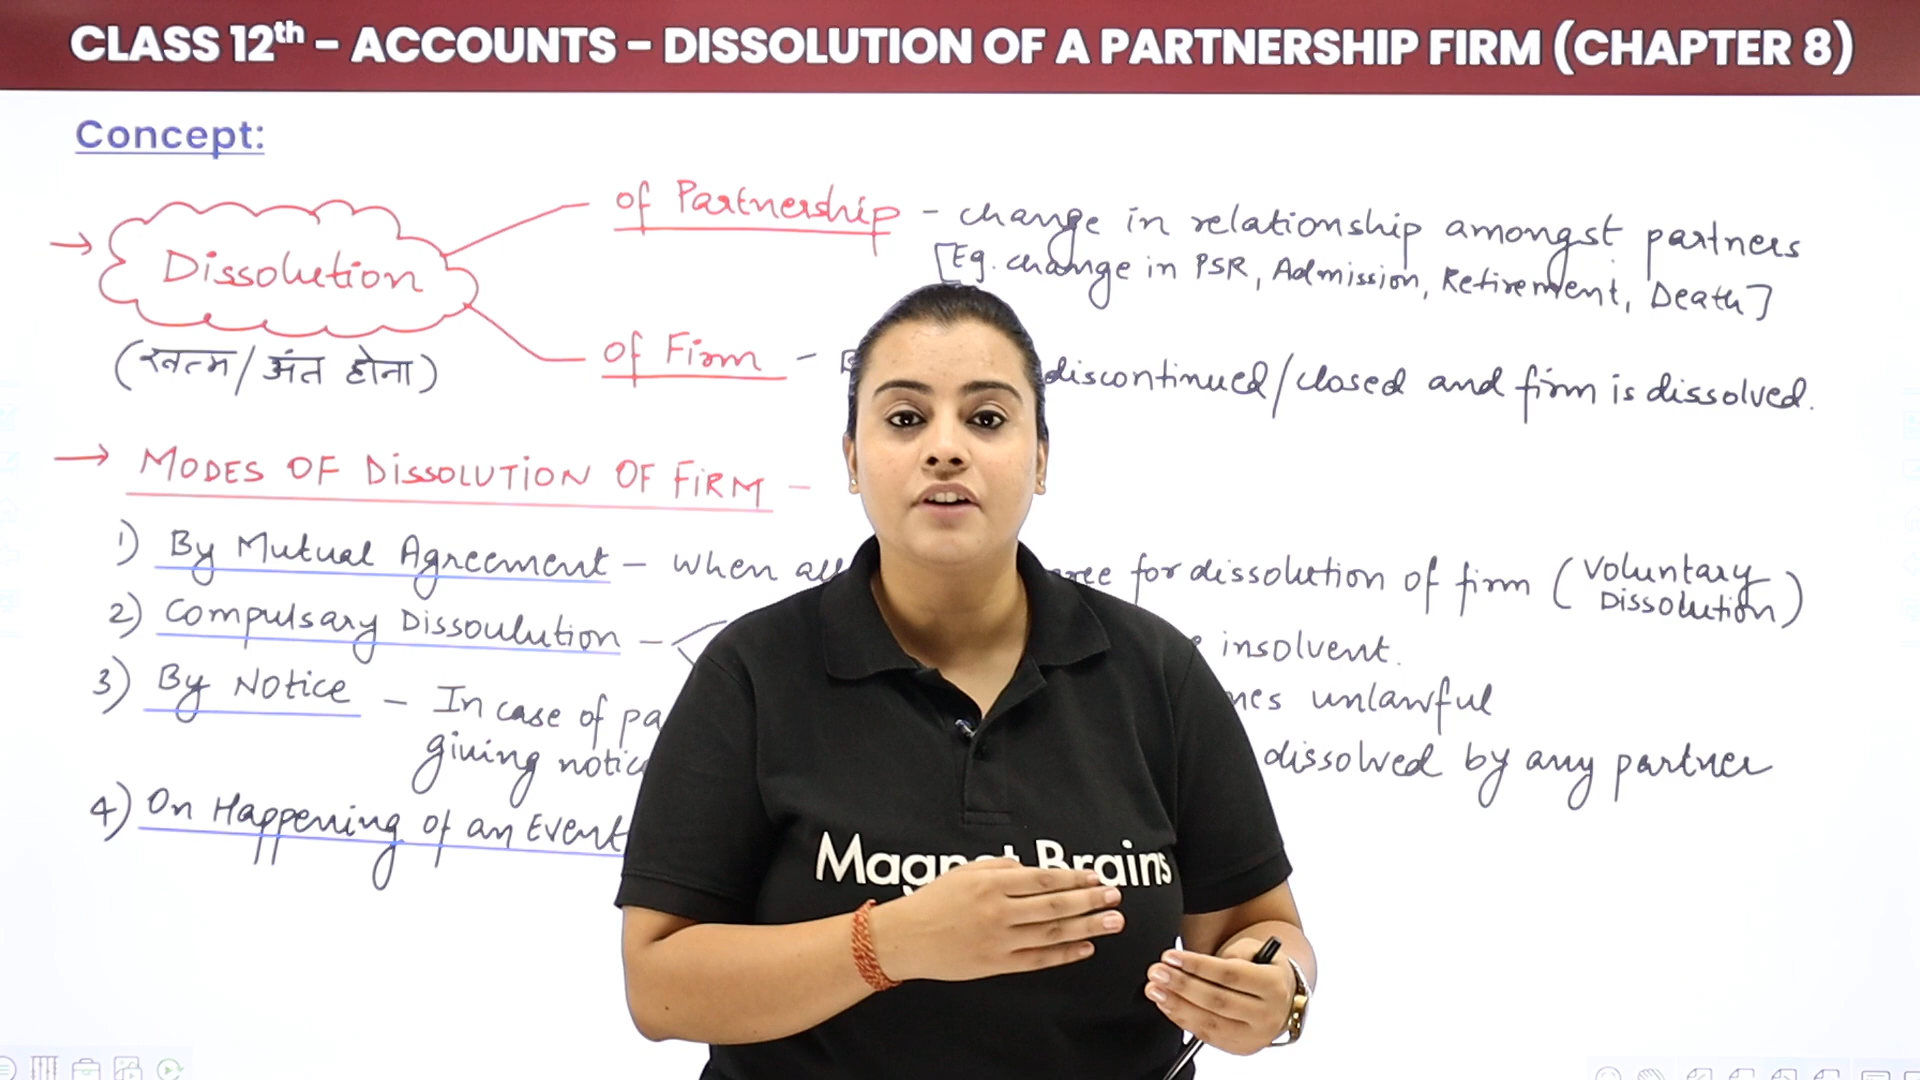 CLASS 12th - ACCOUNTS - DISSOLUTION OF A PARTNERSHIP FIRM (CHAPTER 8)
Concept:
Dissolution
(खत्म/अंत होना)
of Partnership - change in relationship amongst partners
[Eg. change in PSR, Admission, Retirement, Death]
of Firm - discontinued/closed and firm is dissolved.
→ MODES OF DISSOLUTION OF FIRM -
1) By Mutual Agreement - when all for dissolution of firm (Voluntary
Dissolution)
2) Compulsary Dissoulution - insolvent.
unlawful
3) By Notice - In case of dissolved by any partner
giving
4) On Happening of an Event
Magnet Brains